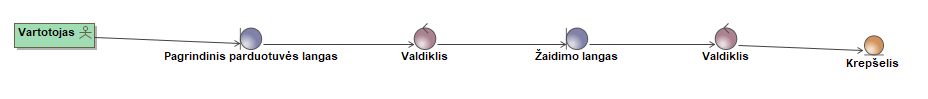 Vartotojas
Pagrindinis parduotuvės langas
Valdiklis
Žaidimo langas
Valdiklis
Krepšelis